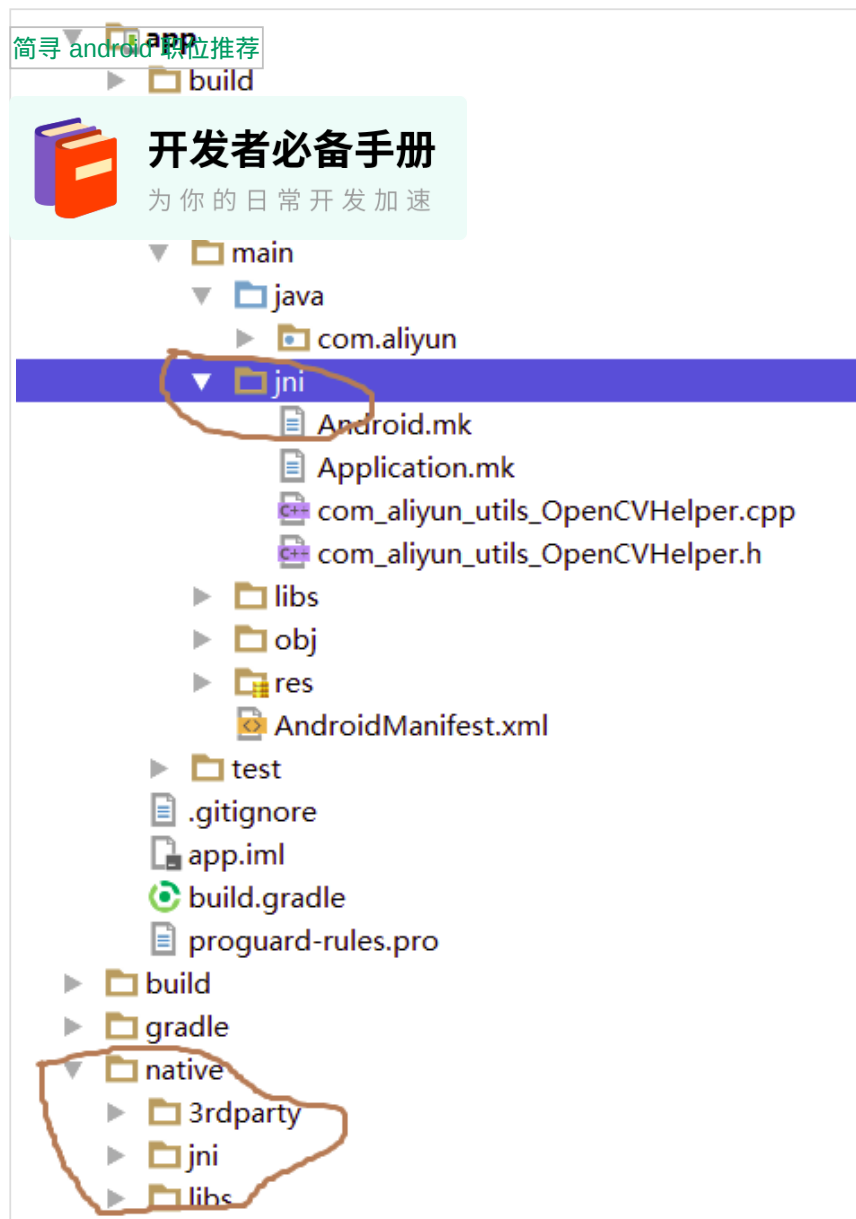 app
简寻 android 职位推荐
build
开发者必备手册
为你的日常开发加速
main
java
com.aliyun
jni
Android.mk
Application.mk
com_aliyun_utils_OpenCVHelper.cpp
com_aliyun_utils_OpenCVHelper.h
libs
obj
res
AndroidManifest.xml
test
.gitignore
app.iml
build.gradle
proguard-rules.pro
build
gradle
native
3rdparty
jni
libs